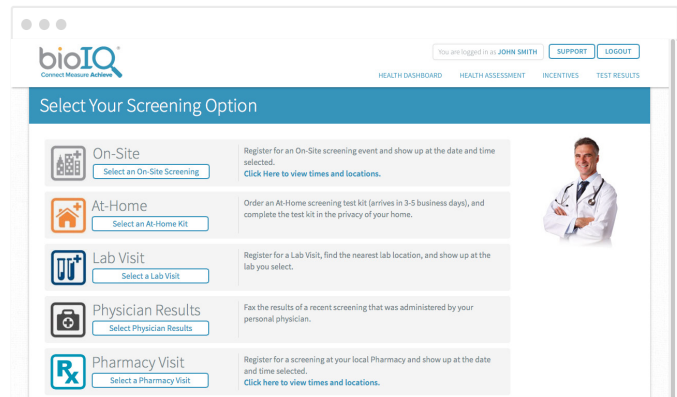 bioIQ
Connect Measure Achieve
You are logged in as JOHN SMITH
SUPPORT
LOGOUT
HEALTH DASHBOARD
HEALTH ASSESSMENT
INCENTIVES
TEST RESULTS
Select Your Screening Option
On-Site
Select an On-Site Screening
Register for an On-Site screening event and show up at the date and time
selected.
Click Here to view times and locations.
At-Home
Select an At-Home Kit
Order an At-Home screening test kit (arrives in 3-5 business days), and
complete the test kit in the privacy of your home.
Lab Visit
Select a Lab Visit
Register for a Lab Visit, find the nearest lab location, and show up at the
lab you select.
Physician Results
Select Physician Results
Fax the results of a recent screening that was administered by your
personal physician.
Rx
Pharmacy Visit
Select a Pharmacy Visit
Register for a screening at your local Pharmacy and show up at the date
and time selected.
Click here to view times and locations.